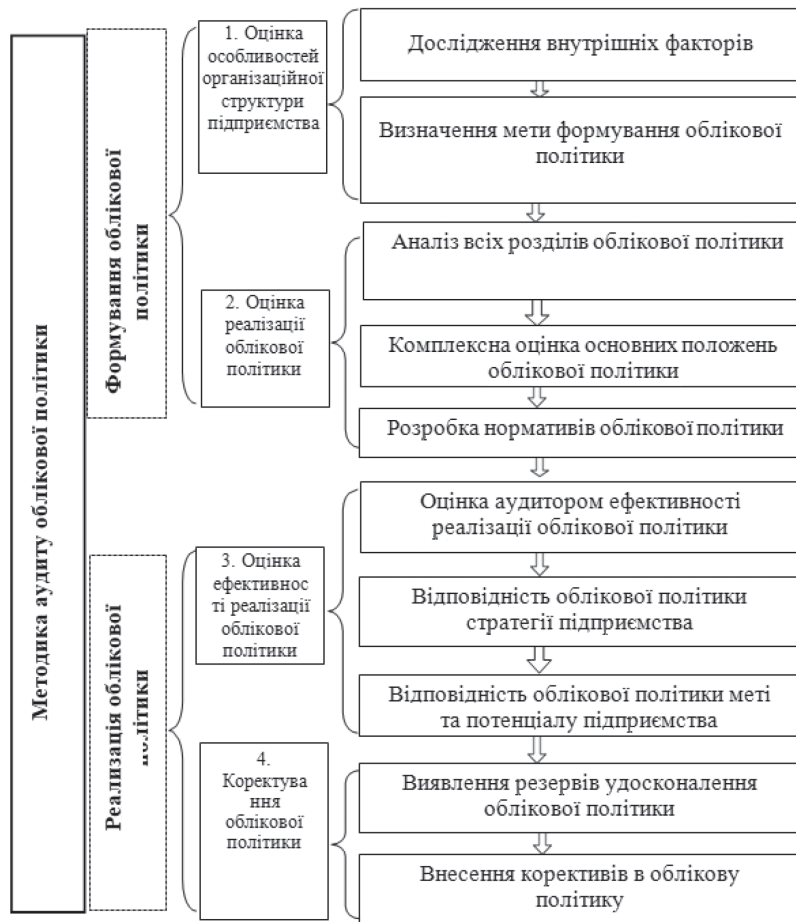 Методика аудиту облікової політики
Формування облікової
політики
1. Оцінка
особливостей
організаційної
структури
підприємства
Дослідження внутрішніх факторів
Визначення мети формування облікової
політики
2. Оцінка
реалізації
облікової
політики
Аналіз всіх розділів облікової політики
Комплексна оцінка основних положень
облікової політики
Розробка нормативів облікової політики
Реализація облікової
політики
3. Оцінка
ефективнос
ті реалізації
облікової
політики
Оцінка аудитором ефективності
реалізації облікової політики
Відповідність облікової політики
стратегії підприємства
Відповідність облікової політики меті
та потенціалу підприємства
4.
Коректува
ння
облікової
політики
Виявлення резервів удосконалення
облікової політики
Внесення корективів в облікову
політику